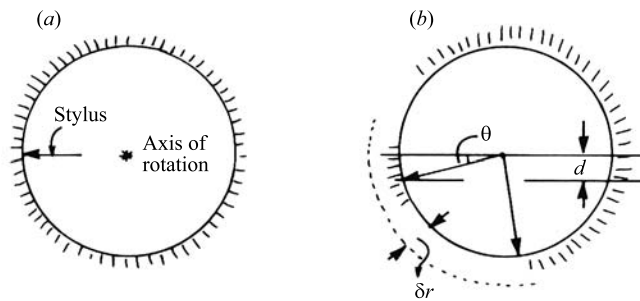 (a)
Stylus
Axis of
rotation
(b)
θ
d
δr